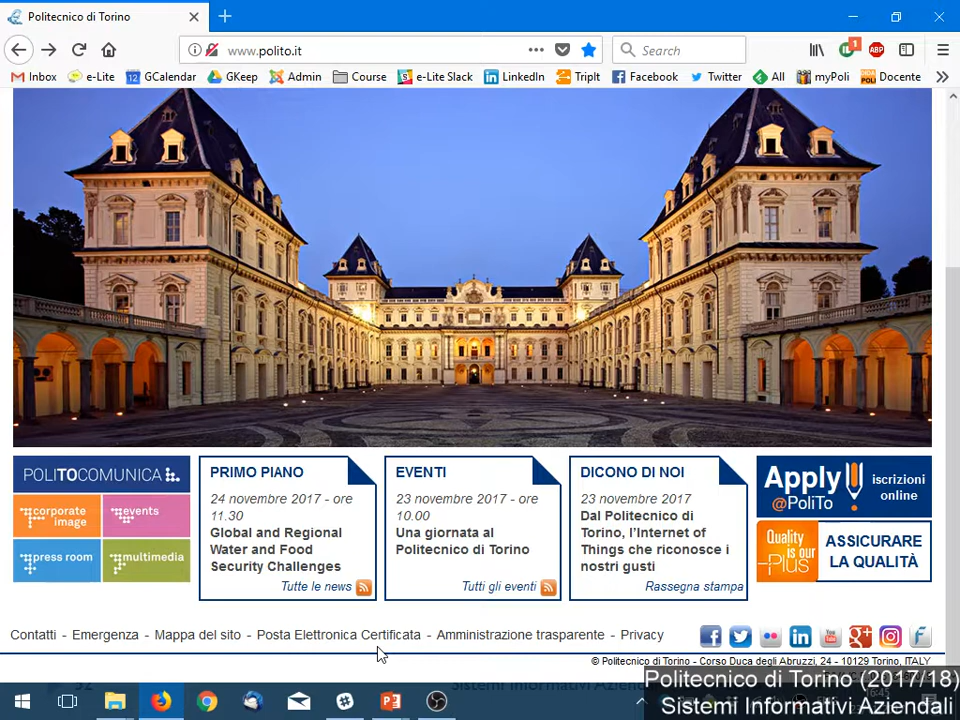 Politecnico di Torino
www.polito.it
Search
1
ABP
Inbox
e-Lite
12 GCalendar
GKeep
Admin
Course
e-Lite Slack
LinkedIn
TripIt
Facebook
Twitter
All
myPoli
Docente
POLITOCOMUNICA
corporate image
events
press room
multimedia
PRIMO PIANO
24 novembre 2017 - ore
11.30
Global and Regional
Water and Food
Security Challenges
Tutte le news
EVENTI
23 novembre 2017 - ore
10.00
Una giornata al
Politecnico di Torino
Tutti gli eventi
DICONO DI NOI
23 novembre 2017
Dal Politecnico di
Torino, l'Internet of
Things che riconosce i
nostri gusti
Rassegna stampa
Apply
@PoliTo
iscrizioni
online
Quality
is our
Plus
ASSICURARE
LA QUALITÀ
Contatti - Emergenza - Mappa del sito - Posta Elettronica Certificata - Amministrazione trasparente - Privacy
© Politecnico di Torino - Corso Duca degli Abruzzi, 24 - 10129 Torino, ITALY
Politecnico di Torino (2017/18)
Sistemi Informativi Aziendali
16:45